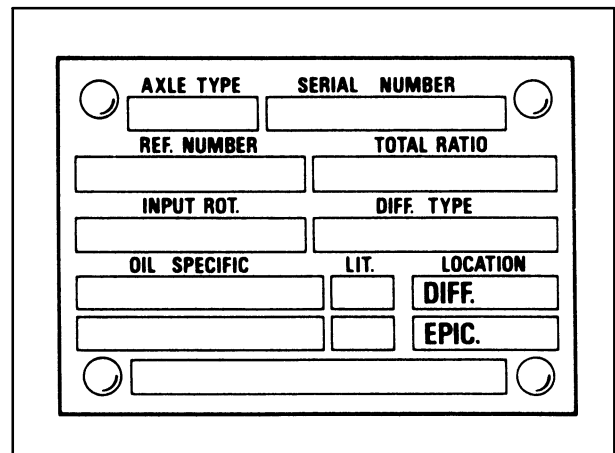 AXLE TYPE SERIAL NUMBER
REF. NUMBER TOTAL RATIO
INPUT ROT. DIFF. TYPE
OIL SPECIFIC LIT. LOCATION
DIFF.
EPIC.